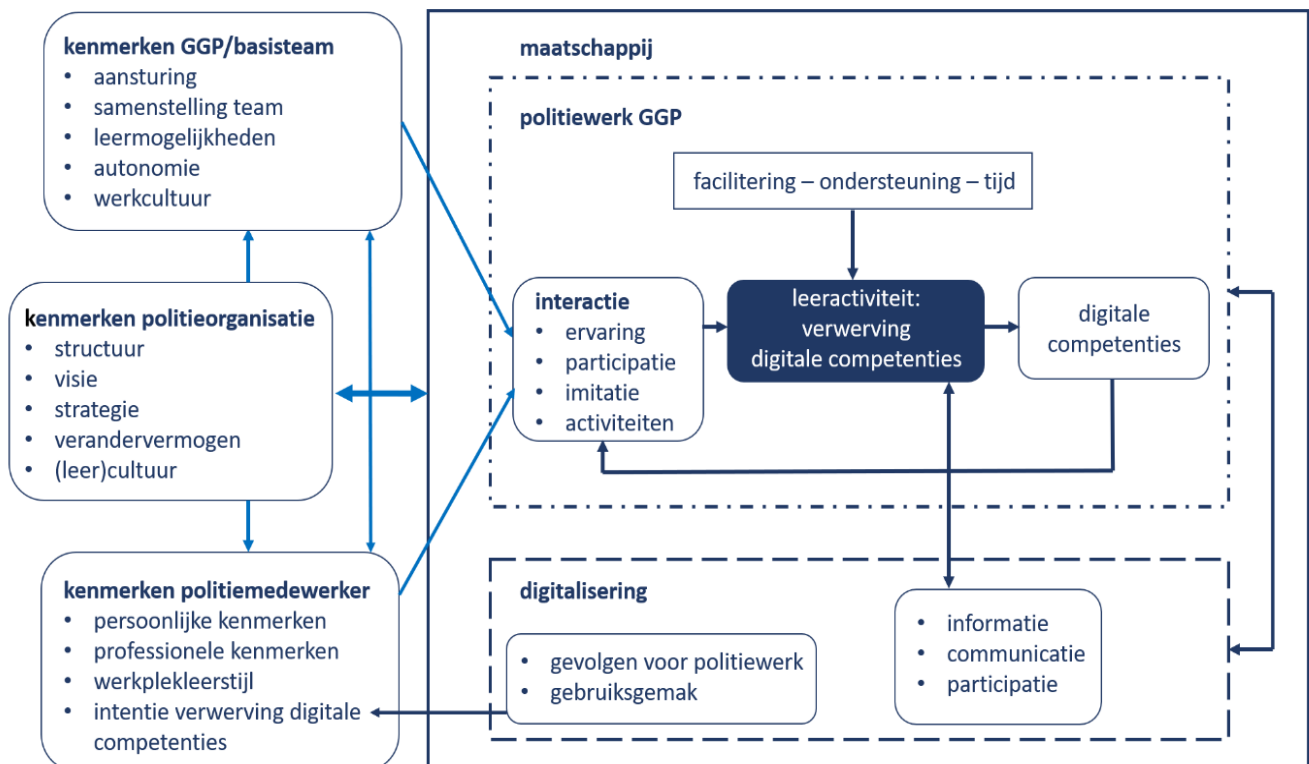 kenmerken GGP/basisteam
• aansturing
• samenstelling team
• leermogelijkheden
• autonomie
• werkcultuur
kenmerken politieorganisatie
• structuur
• visie
• strategie
• verandervermogen
• (leer)cultuur
kenmerken politiemedewerker
• persoonlijke kenmerken
• professionele kenmerken
• werkplekleerstijl
• intentie verwerving digitale
competenties
maatschappij
politiewerk GGP
facilitering – ondersteuning – tijd
interactie
• ervaring
• participatie
• imitatie
• activiteiten
leeractiviteit:
verwerving
digitale competenties
digitale
competenties
digitalisering
• gevolgen voor politiewerk
• gebruiksgemak
• informatie
• communicatie
• participatie